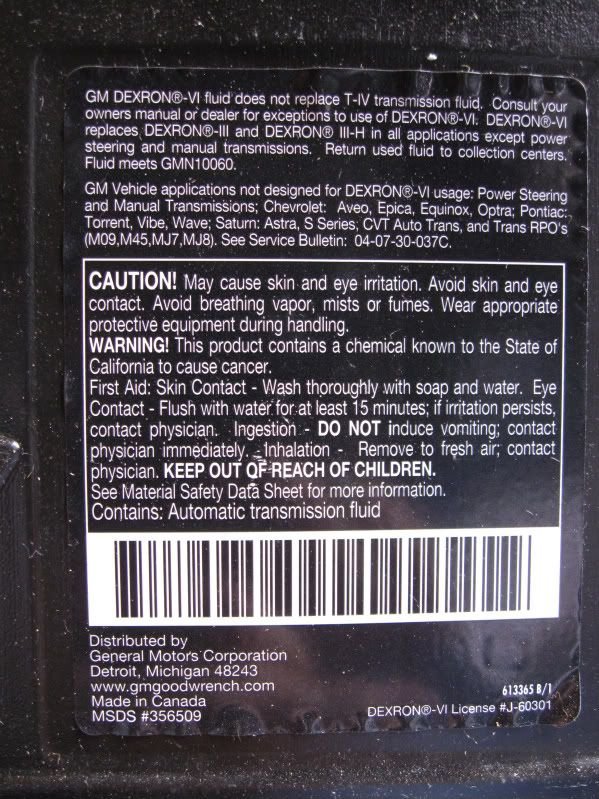 GM DEXRON®-VI fluid does not replace T-IV transmission fluid. Consult your
owners manual or dealer for exceptions to use of DEXRON®-VI. DEXRON®-VI
replaces DEXRON®-III and DEXRON® III-H in all applications except power
steering and manual transmissions. Return used fluid to collection centers.
Fluid meets GMN10060.
GM Vehicle applications not designed for DEXRON®-VI usage: Power Steering
and Manual Transmissions; Chevrolet: Aveo, Epica, Equinox, Optra; Pontiac:
Torrent, Vibe, Wave; Saturn: Astra, S Series, CVT Auto Trans, and Trans RPO's
(M09,M45,MJ7,MJ8). See Service Bulletin: 04-07-30-037C.
CAUTION! May cause skin and eye irritation. Avoid skin and eye
contact. Avoid breathing vapor, mists or fumes. Wear appropriate
protective equipment during handling.
WARNING! This product contains a chemical known to the State of
California to cause cancer.
First Aid: Skin Contact - Wash thoroughly with soap and water. Eye
Contact - Flush with water for at least 15 minutes; if irritation persists,
contact physician. Ingestion - DO NOT induce vomiting; contact
physician immediately. - Inhalation - Remove to fresh air; contact
physician. KEEP OUT OF REACH OF CHILDREN.
See Material Safety Data Sheet for more information.
Contains: Automatic transmission fluid
Distributed by
General Motors Corporation
Detroit, Michigan 48243
www.gmgoodwrench.com
Made in Canada
MSDS #356509
613365 B/1
DEXRON®-VI License #J-60301